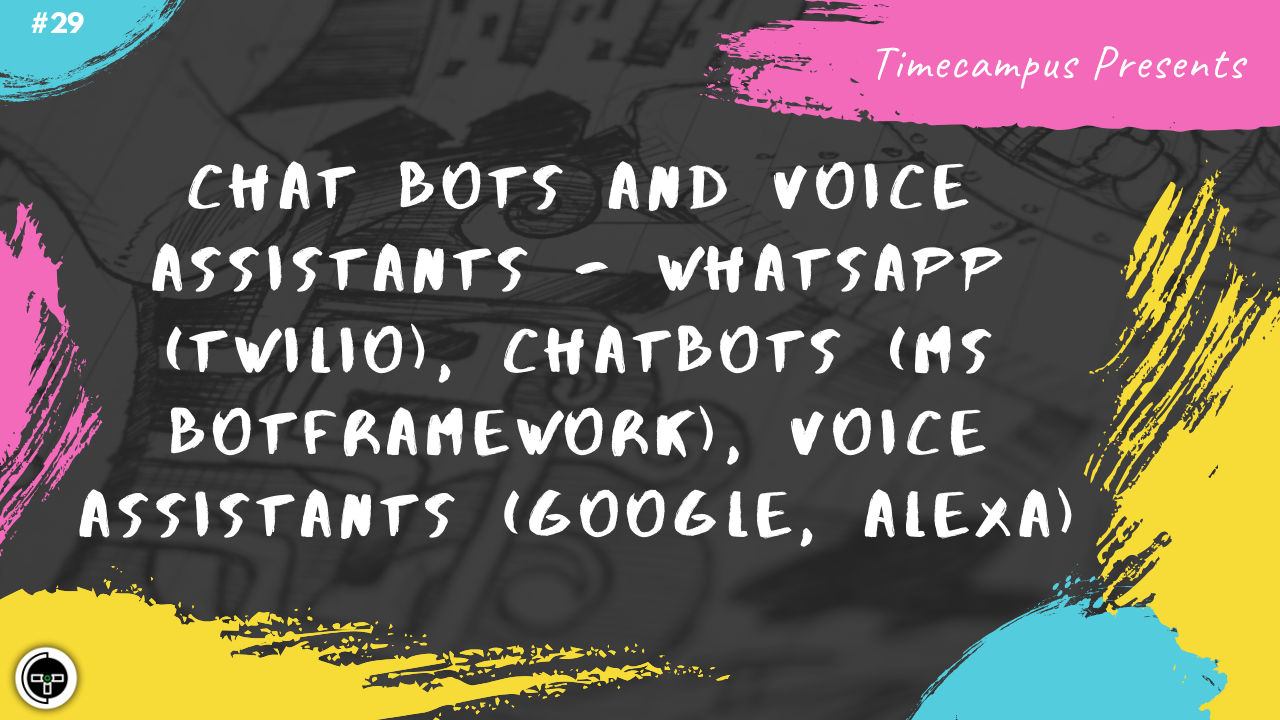 #29
Timecampus Presents
CHAT BOTS AND VOICE
ASSISTANTS - WHATSAPP
(TWILIO), CHATBOTS (MS
BOTFRAMEWORK), VOICE
ASSISTANTS (GOOGLE, ALEXA)